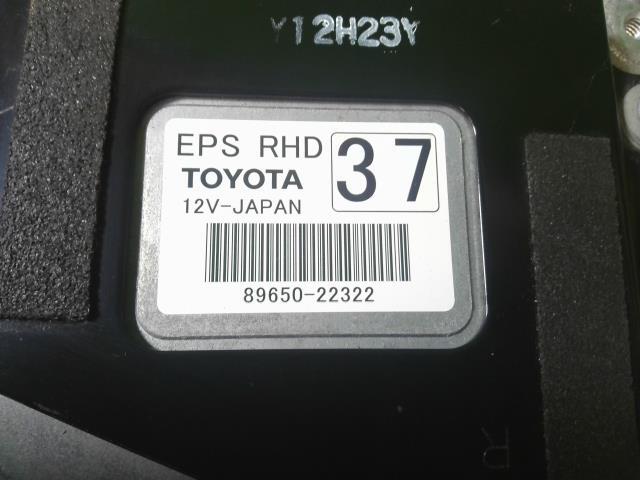 Y12H23Y
EPS RHD 37
TOYOTA
12V-JAPAN
89650-22322
R